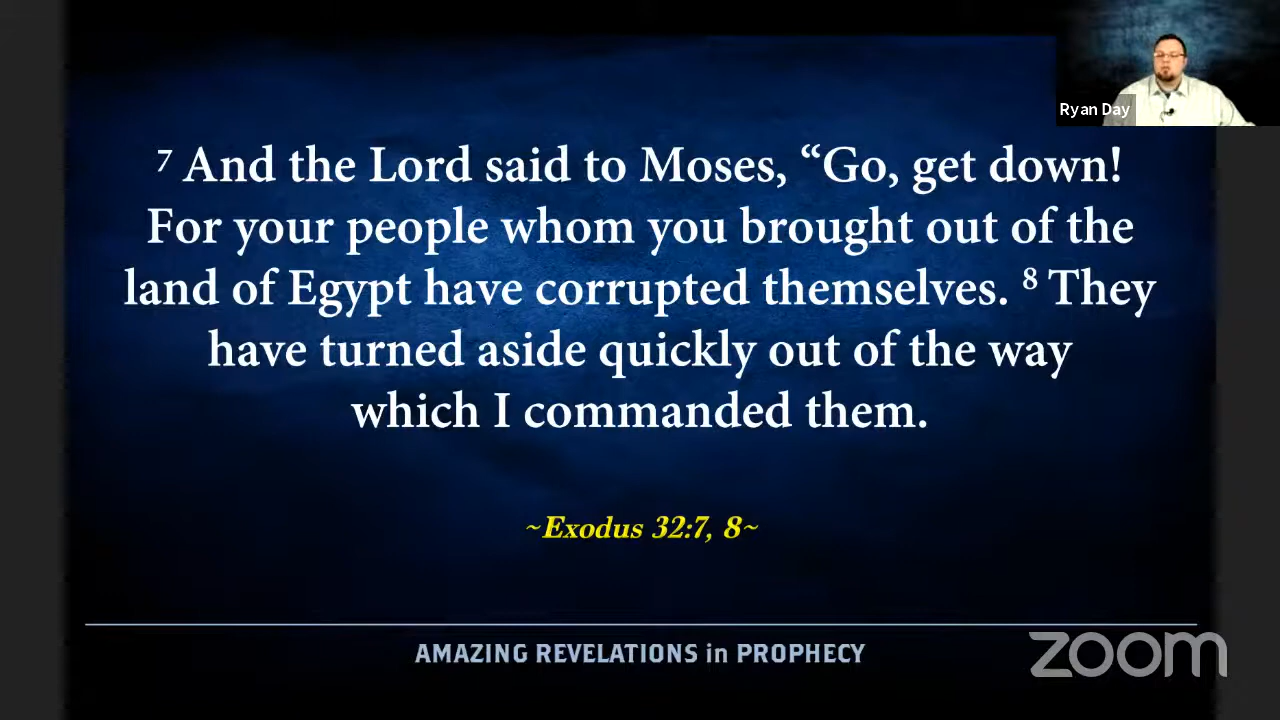 Ryan Day
7 And the Lord said to Moses, “Go, get down!
For your people whom you brought out of the
land of Egypt have corrupted themselves. 8 They
have turned aside quickly out of the way
which I commanded them.
~Exodus 32:7, 8~
AMAZING REVELATIONS in PROPHECY
zoom